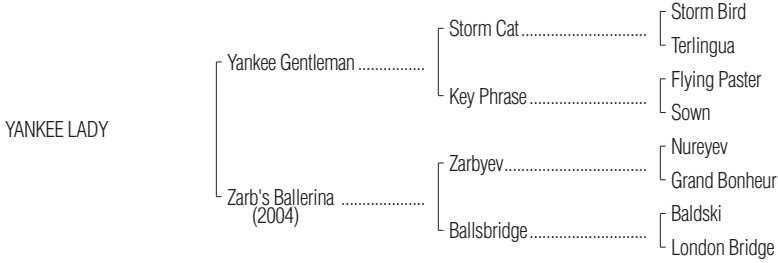 Storm Bird
Storm Cat..............................
Terlingua
Yankee Gentleman ................
Flying Paster
Key Phrase............................
Sown
YANKEE LADY
Nureyev
Zarbyev..................................
Grand Bonheur
Zarb's Ballerina ....................
(2004)
Baldski
Ballsbridge............................
London Bridge